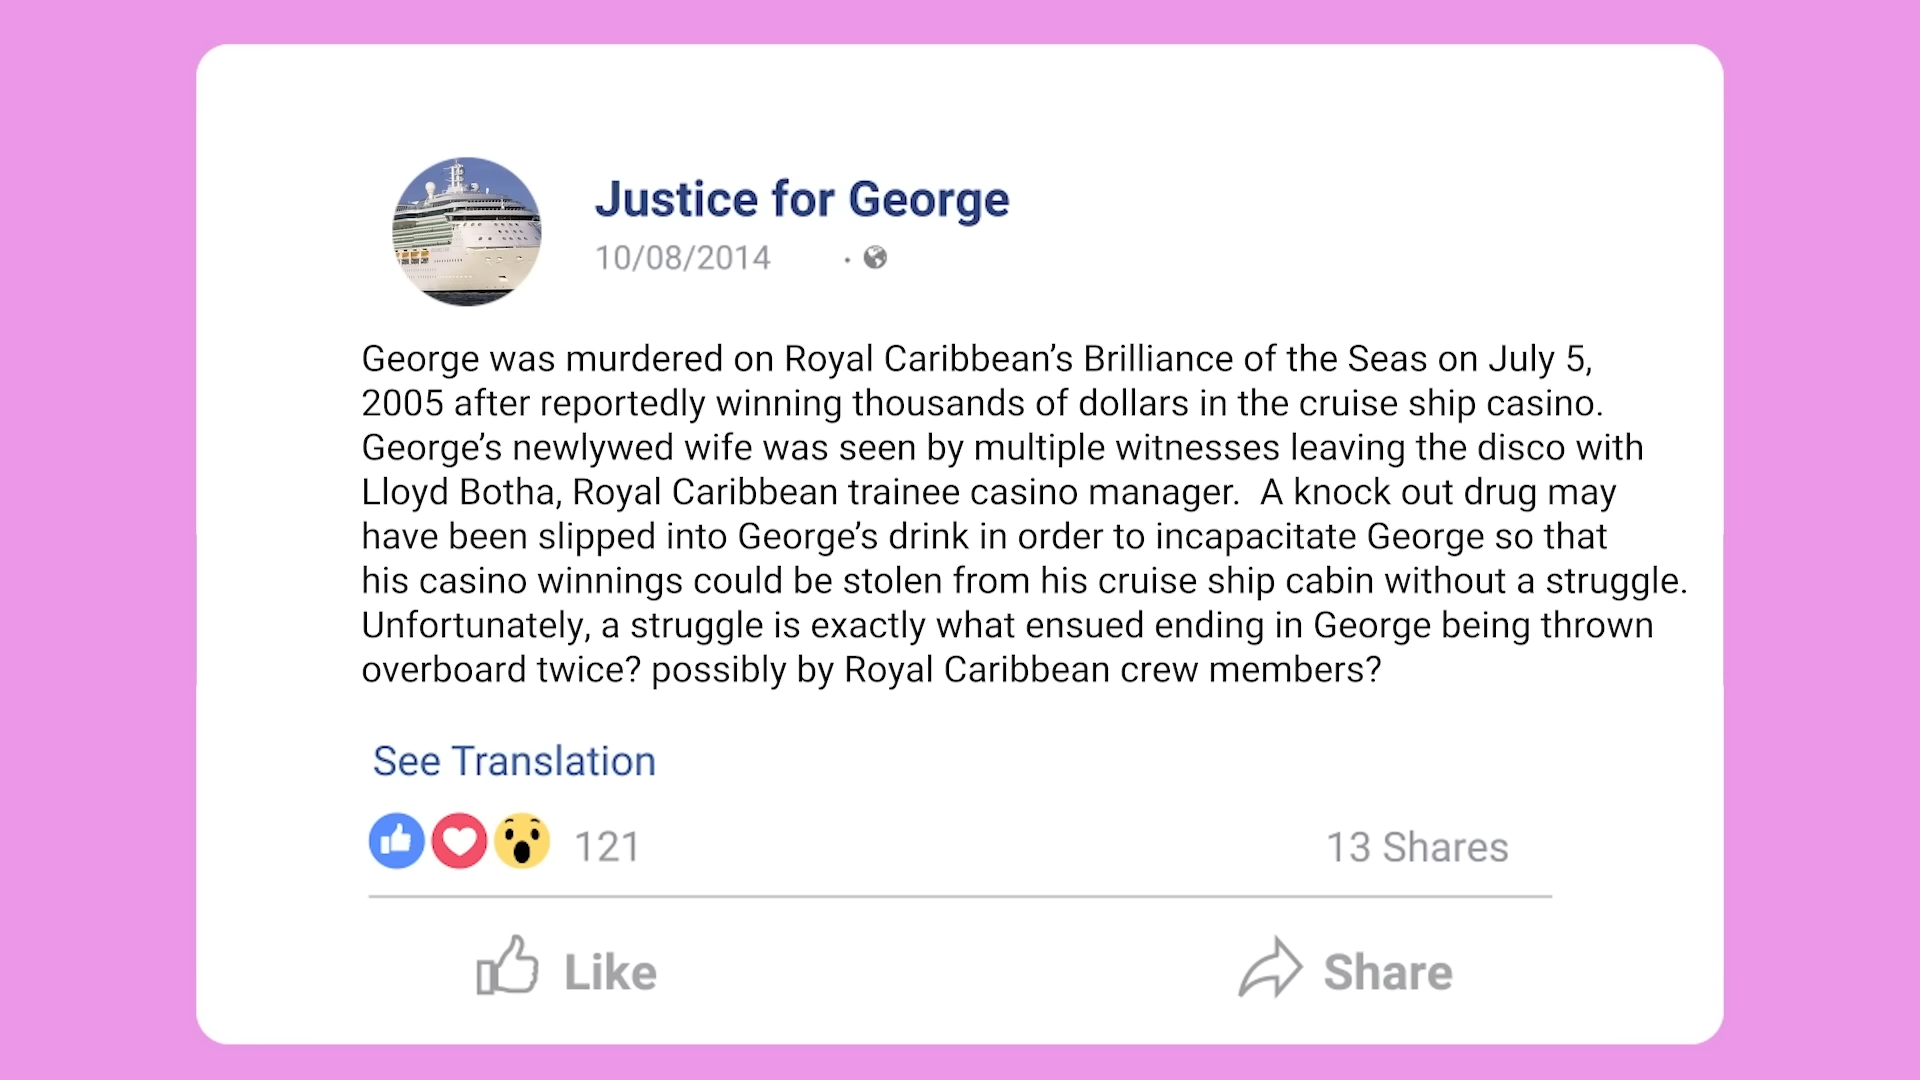 Justice for George
10/08/2014
George was murdered on Royal Caribbean’s Brilliance of the Seas on July 5,
2005 after reportedly winning thousands of dollars in the cruise ship casino.
George’s newlywed wife was seen by multiple witnesses leaving the disco with
Lloyd Botha, Royal Caribbean trainee casino manager.  A knock out drug may
have been slipped into George’s drink in order to incapacitate George so that
his casino winnings could be stolen from his cruise ship cabin without a struggle.
Unfortunately, a struggle is exactly what ensued ending in George being thrown
overboard twice? possibly by Royal Caribbean crew members?
See Translation
121 13 Shares
Like Share